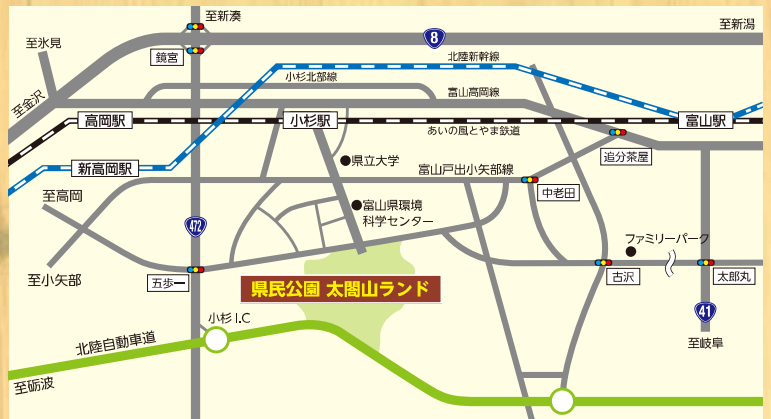 至新湊
至新潟
8
至氷見
鏡宮
北陸新幹線
小杉北部線
至金沢
富山高岡線
高岡駅
小杉駅
富山駅
あいの風とやま鉄道
追分茶屋
県立大学
新高岡駅
富山戸出小矢部線
中老田
至高岡
富山県環境
科学センター
472
ファミリーパーク
至小矢部
五歩一
古沢
太郎丸
県民公園 太閤山ランド
小杉I.C
41
北陸自動車道
至岐阜
至砺波